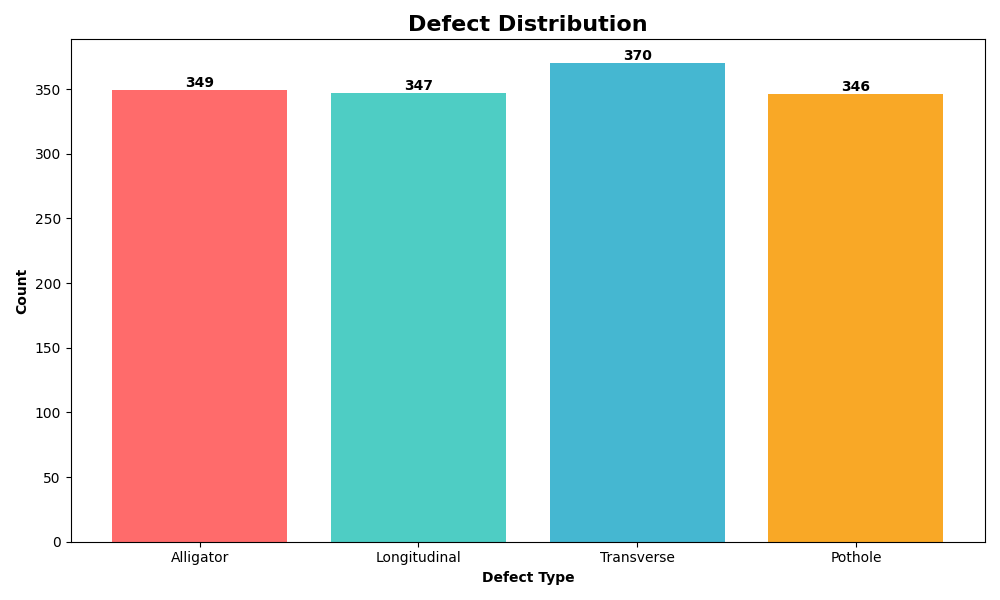 Defect Distribution
370
349
347
346
350
300
250
200
150
100
50
0
Count
Alligator
Longitudinal
Transverse
Pothole
Defect Type